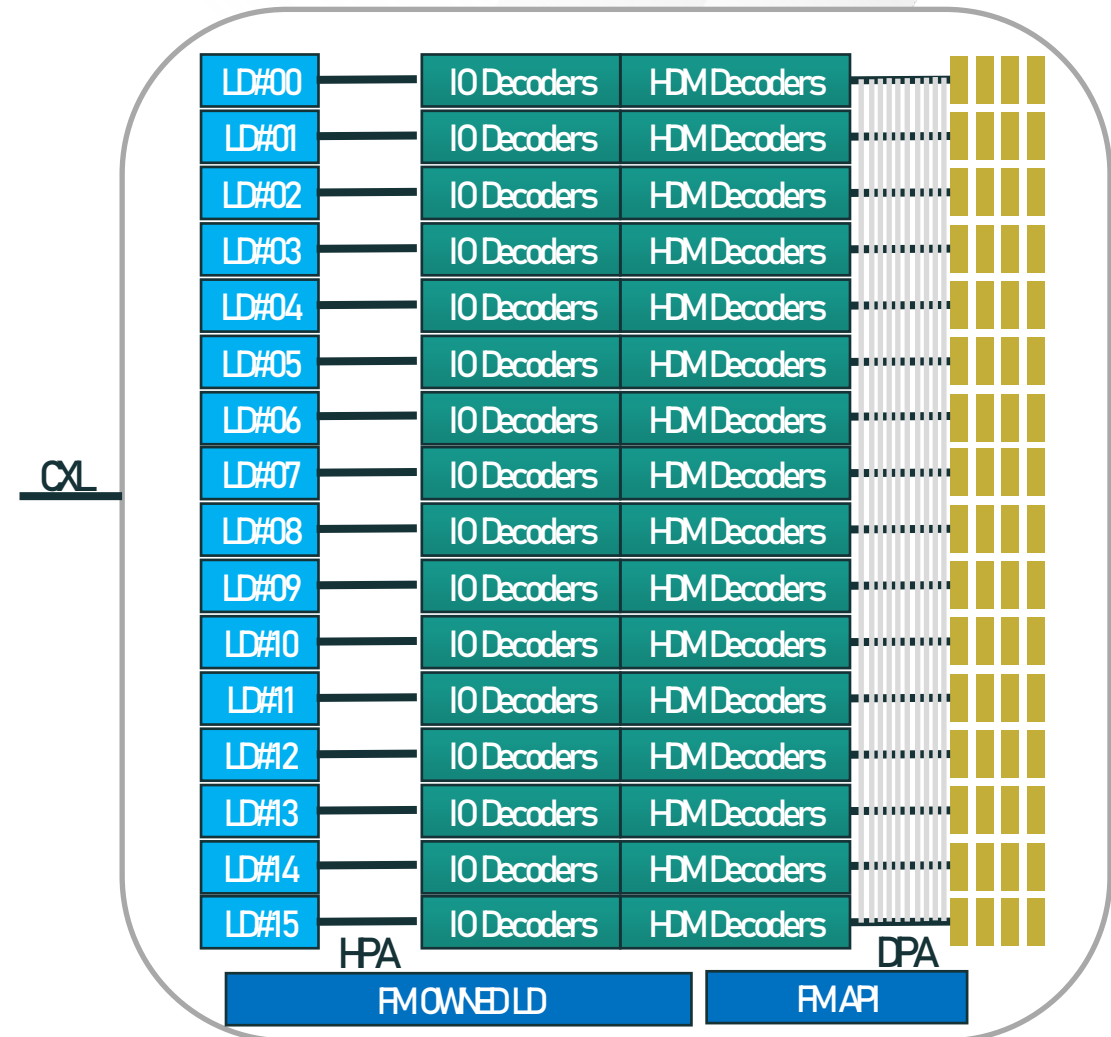 LD#00 IO Decoders HDM Decoders
LD#01 IO Decoders HDM Decoders
LD#02 IO Decoders HDM Decoders
LD#03 IO Decoders HDM Decoders
LD#04 IO Decoders HDM Decoders
LD#05 IO Decoders HDM Decoders
LD#06 IO Decoders HDM Decoders
CXL
LD#07 IO Decoders HDM Decoders
LD#08 IO Decoders HDM Decoders
LD#09 IO Decoders HDM Decoders
LD#10 IO Decoders HDM Decoders
LD#11 IO Decoders HDM Decoders
LD#12 IO Decoders HDM Decoders
LD#13 IO Decoders HDM Decoders
LD#14 IO Decoders HDM Decoders
LD#15 IO Decoders HDM Decoders
HPA DPA
FM OWNED LD FM API